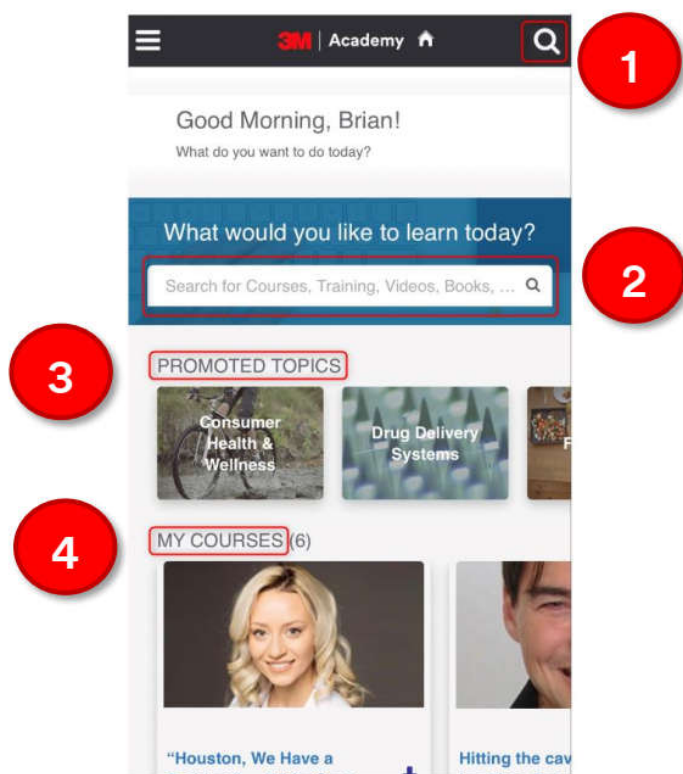 3M | Academy
1
Good Morning, Brian!
What do you want to do today?
What would you like to learn today?
Search for Courses, Training, Videos, Books, ...
2
3
PROMOTED TOPICS
Consumer
Health &
Wellness
Drug Delivery
Systems
F
4
MY COURSES (6)
"Houston, We Have a
Hitting the cav